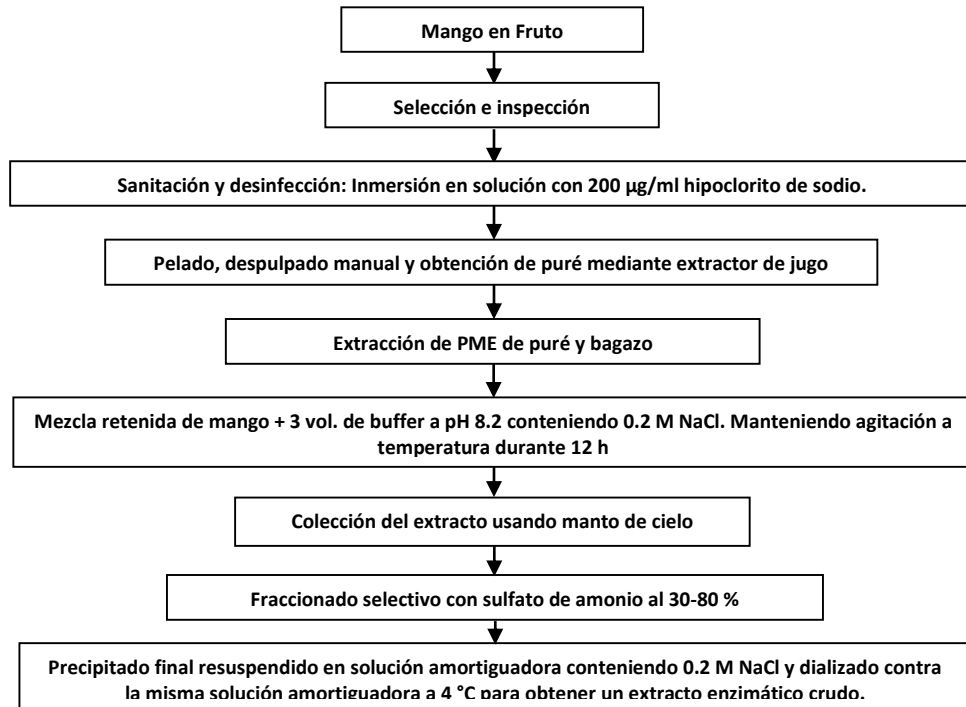 Mango en Fruto
Selección e inspección
Sanitación y desinfección: Inmersión en solución con 200 µg/ml hipoclorito de sodio.
Pelado, despulpado manual y obtención de puré mediante extractor de jugo
Extracción de PME de puré y bagazo
Mezcla retenida de mango + 3 vol. de buffer a pH 8.2 conteniendo 0.2 M NaCl. Manteniendo agitación a
temperatura durante 12 h
Colección del extracto usando manto de cielo
Fraccionado selectivo con sulfato de amonio al 30-80 %
Precipitado final resuspendido en solución amortiguadora conteniendo 0.2 M NaCl y dializado contra
la misma solución amortiguadora a 4 °C para obtener un extracto enzimático crudo.